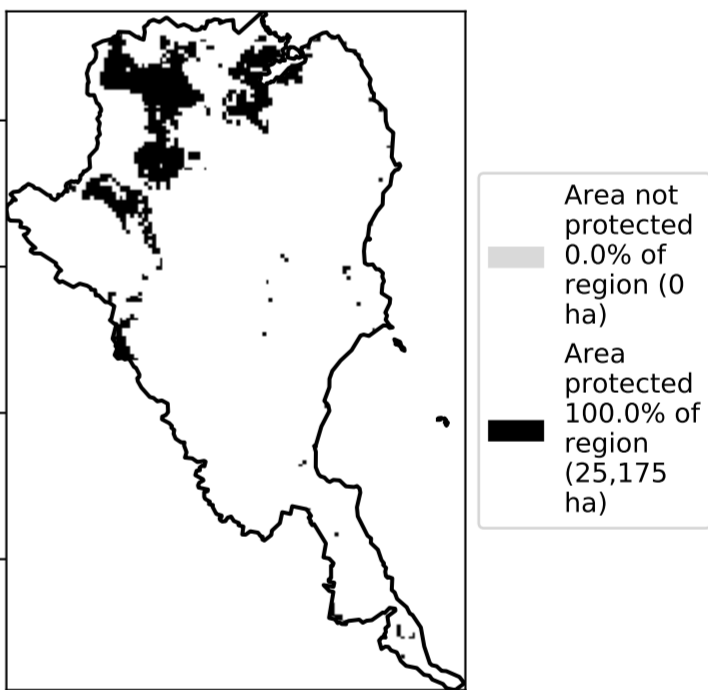 Area not
protected
0.0% of
region (0
ha)
Area
protected
100.0% of
region
(25,175
ha)